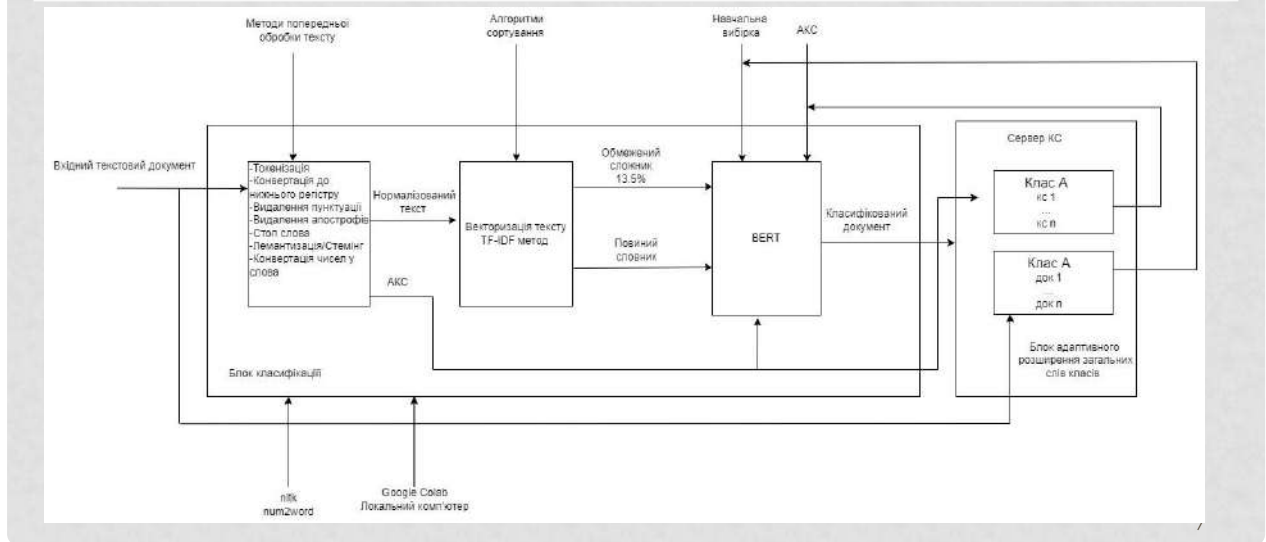 Методи попередньої
обробки тексту
Алгоритми
сортування
Навчальна
вибірка
АКС
Вхідний текстовий документ
-Токенізація
-Конвертація до
нижнього регістру
-Видалення пунктуації
-Видалення апострофів
-Стоп слова
-Лемантизація/Стемінг
-Конвертація чисел у
слова
Нормалізований
текст
АКС
Векторизація тексту
TF-IDF метод
Обмежений
словник
13.5%
Повиний
словник
BERT
Класифікований
документ
Сервер КС
Клас А
кс 1
...
кс n
Клас А
док 1
...
док n
Блок адаптивного
розширення загальних
слів класів
Блок класифікації
nltk
num2word
Google Colab
Локальний комп'ютер
7